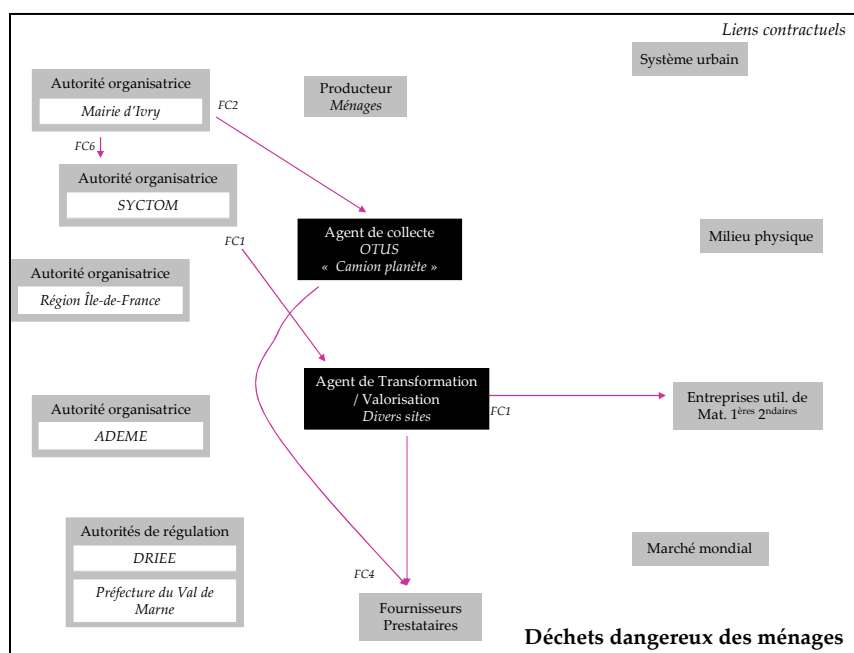 Liens contractuels
Système urbain
Autorité organisatrice
Mairie d'Ivry
FC2
Producteur
Ménages
FC6
Autorité organisatrice
SYCTOM
FC1
Agent de collecte
OTUS
« Camion planète »
Milieu physique
Autorité organisatrice
Région Île-de-France
Agent de Transformation
/ Valorisation
Divers sites
FC1
Entreprises util. de
Mat. 1ères 2ndaires
Autorité organisatrice
ADEME
Autorités de régulation
DRIEE
Préfecture du Val de
Marne
Marché mondial
FC4
Fournisseurs
Prestataires
Déchets dangereux des ménages